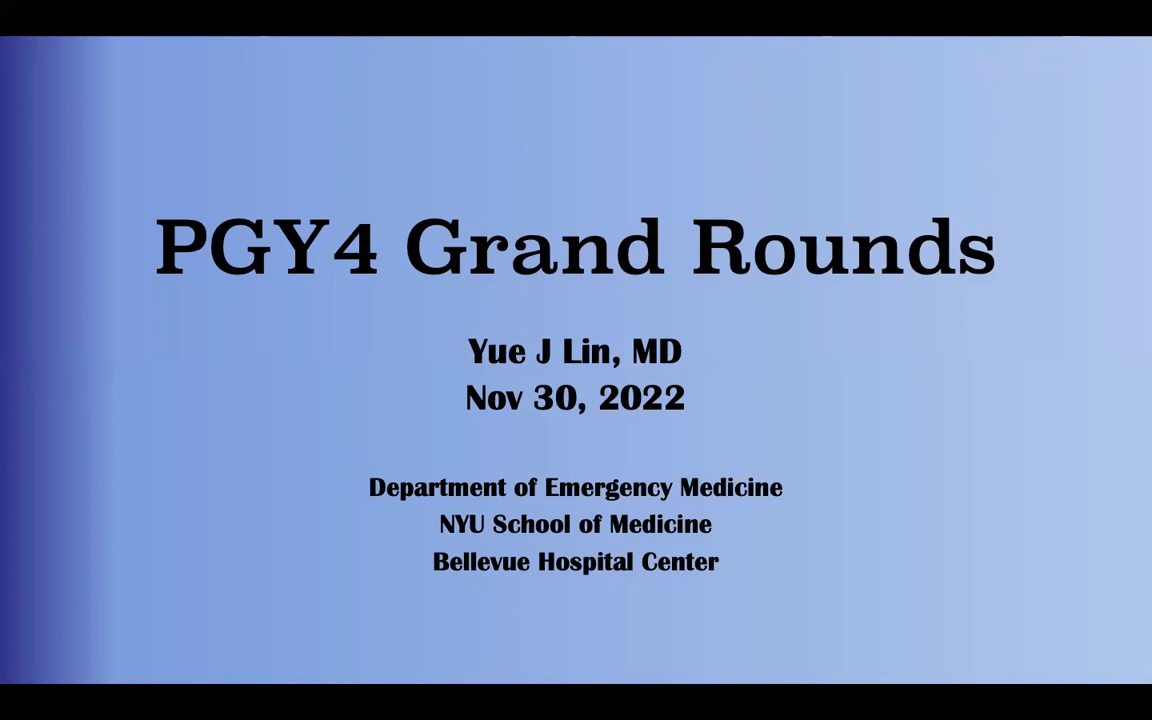 PGY4 Grand Rounds
Yue J Lin, MD
Nov 30, 2022
Department of Emergency Medicine
NYU School of Medicine
Bellevue Hospital Center